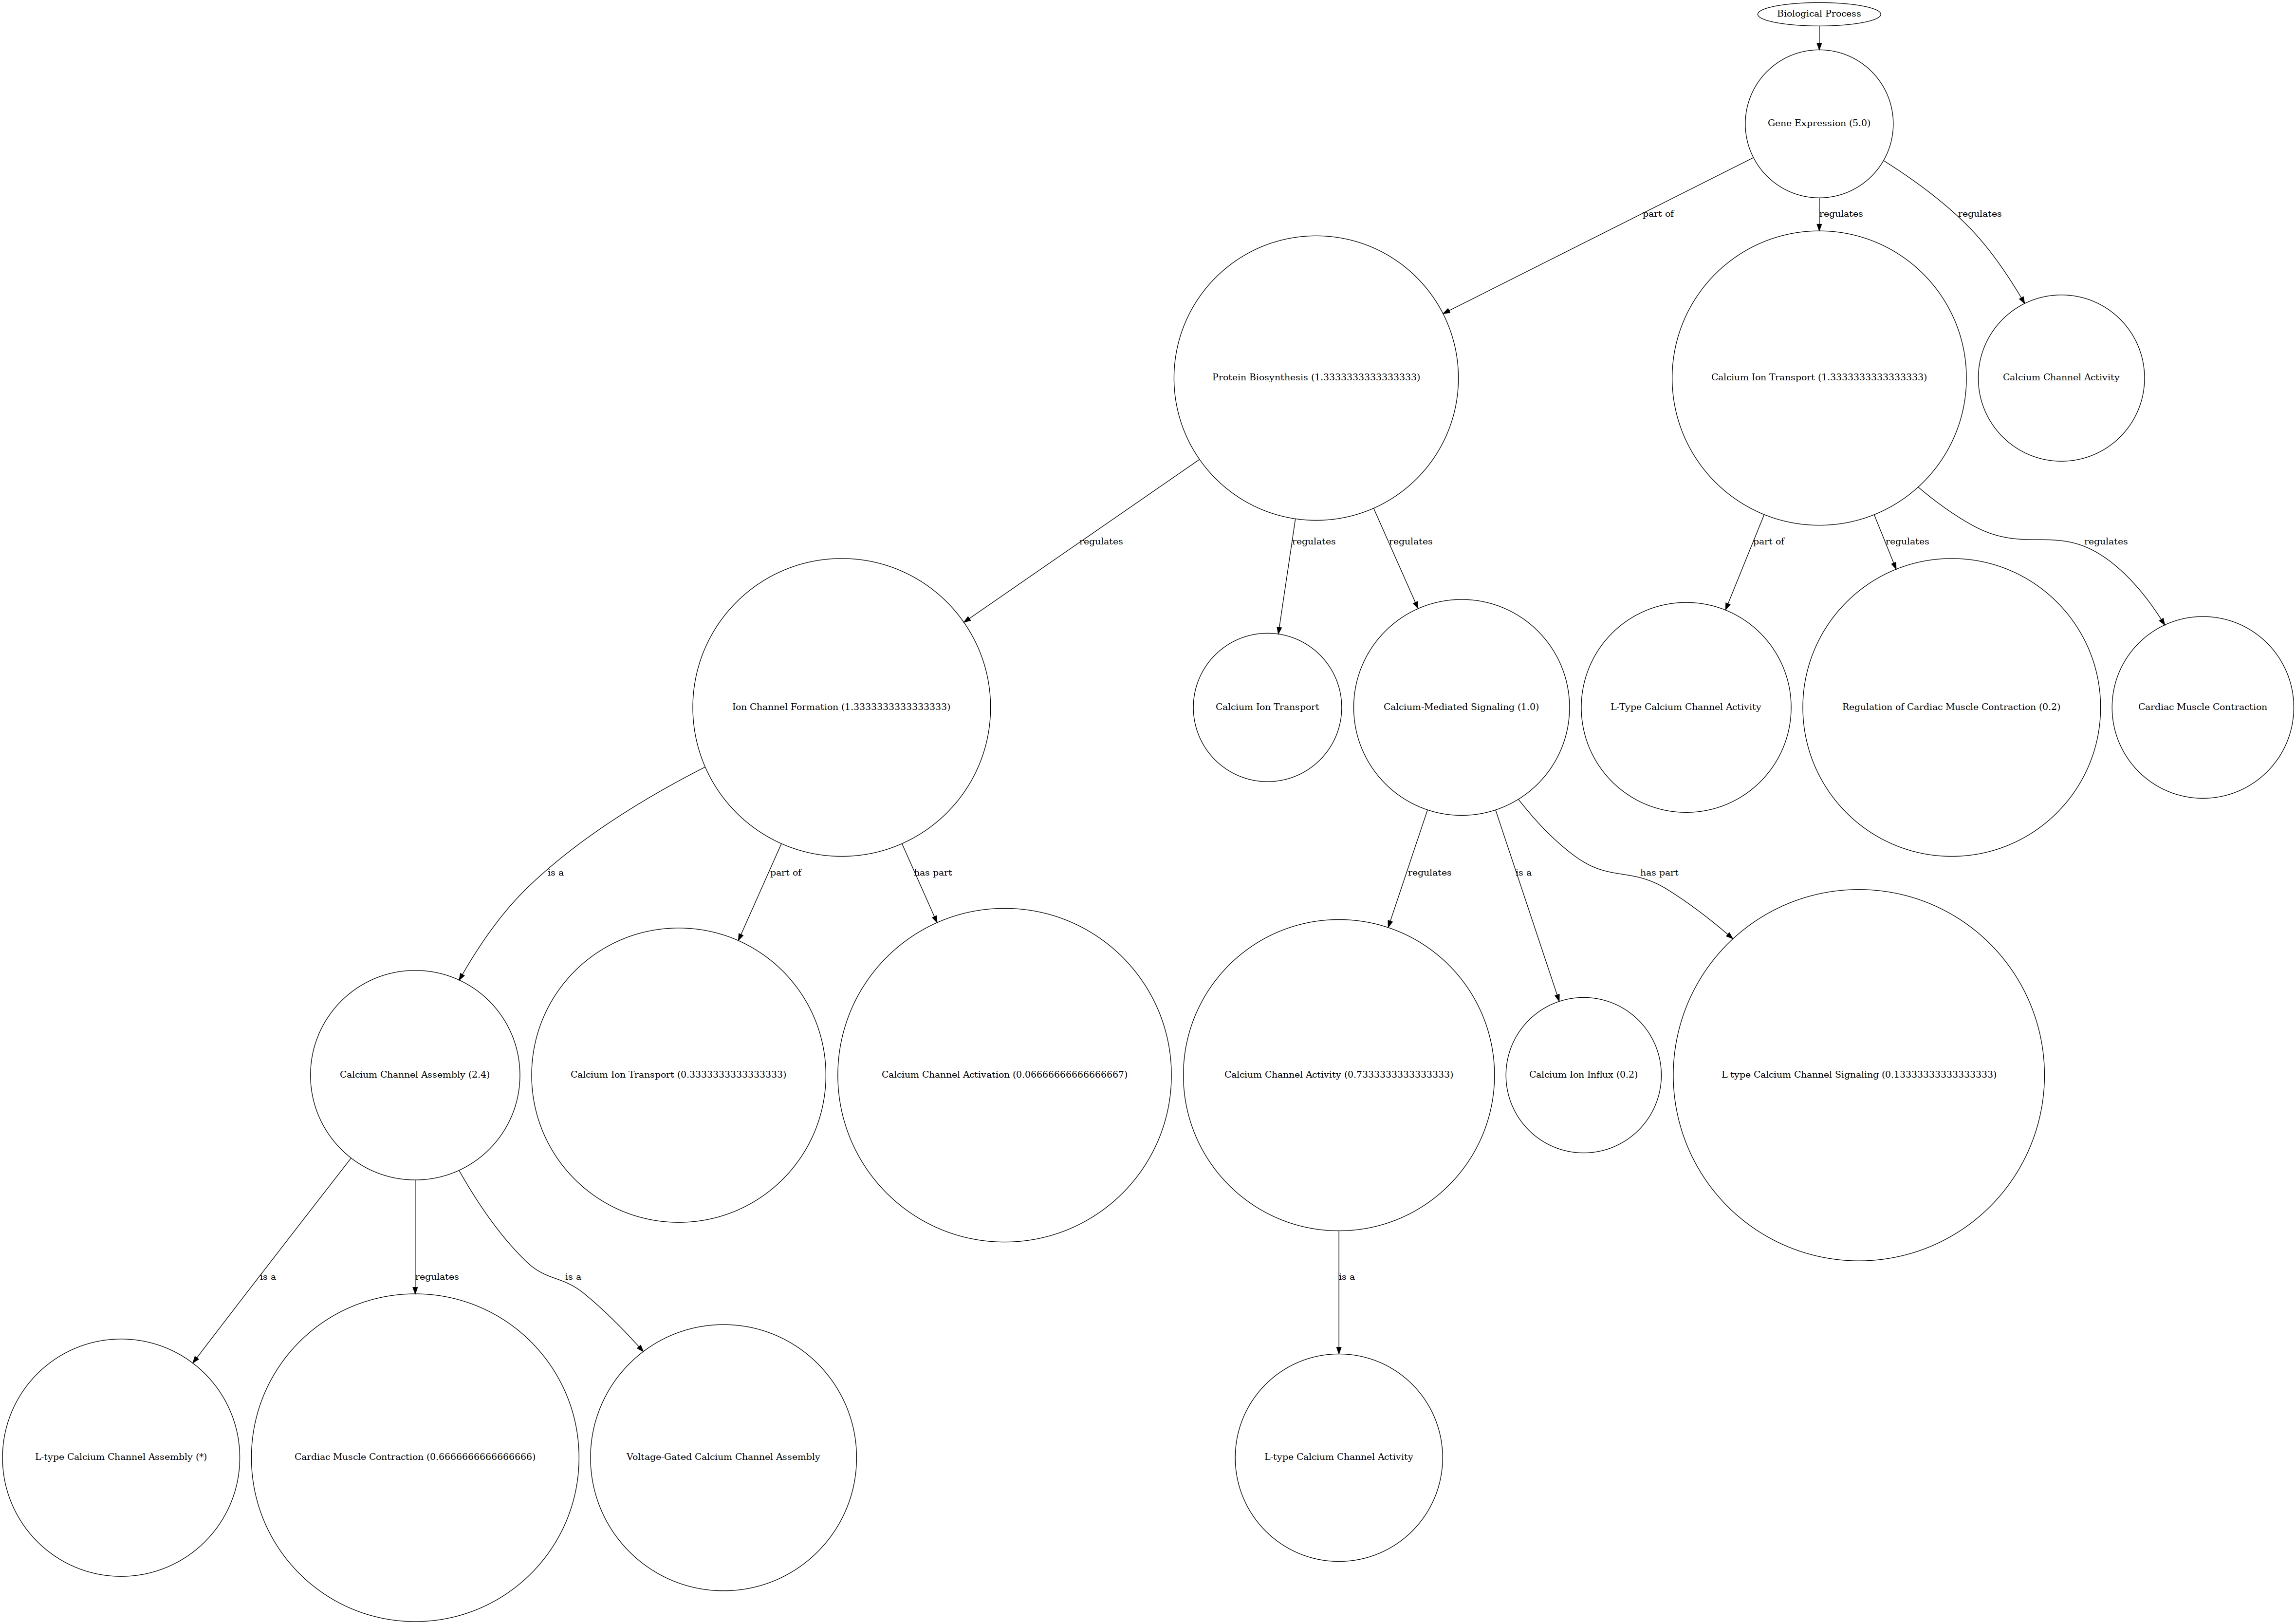 Biological Process
Gene Expression (5.0)
part of
regulates
regulates
Protein Biosynthesis (1.3333333333333333)
Calcium Ion Transport (1.3333333333333333)
Calcium Channel Activity
regulates
regulates
regulates
part of
regulates
regulates
Ion Channel Formation (1.3333333333333333)
Calcium Ion Transport
Calcium-Mediated Signaling (1.0)
L-Type Calcium Channel Activity
Regulation of Cardiac Muscle Contraction (0.2)
Cardiac Muscle Contraction
is a
part of
has part
regulates
is a
has part
Calcium Channel Assembly (2.4)
Calcium Ion Transport (0.3333333333333333)
Calcium Channel Activation (0.06666666666666667)
Calcium Channel Activity (0.7333333333333333)
Calcium Ion Influx (0.2)
L-type Calcium Channel Signaling (0.13333333333333333)
is a
regulates
is a
is a
L-type Calcium Channel Assembly (*)
Cardiac Muscle Contraction (0.6666666666666666)
Voltage-Gated Calcium Channel Assembly
L-type Calcium Channel Activity